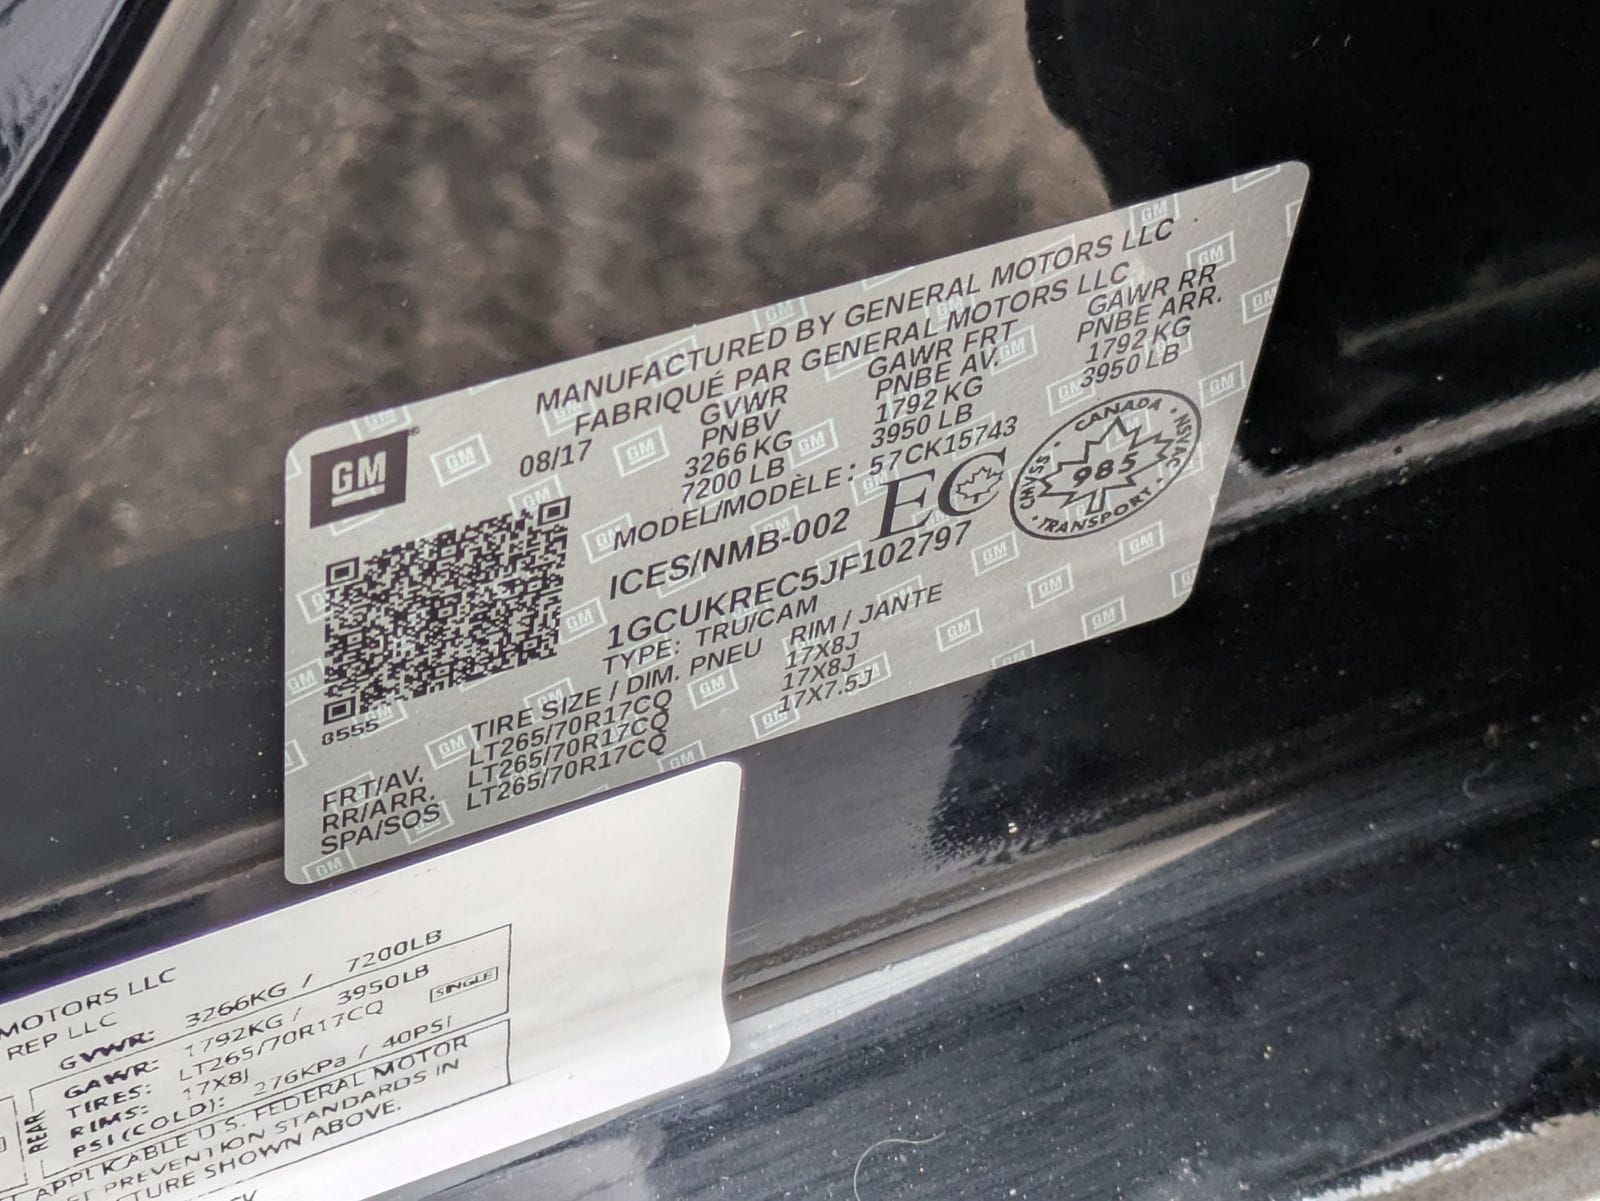 MANUFACTURED BY GENERAL MOTORS LLC
FABRIQUÉ PAR GENERAL MOTORS LLC
GM
08/17
GVWR GAWR FRT GAWR RR
PNBV PNBE AV. PNBE ARR.
3266 KG 1792 KG 1792 KG
7200 LB 3950 LB 3950 LB
MODEL/MODÈLE: 57CK15743
ICES/NMB-002 EC
CANADA
CMVSS 985 NSVAC
TRANSPORT
1GCUKREC5JF102797
TYPE: TRU/CAM
TIRE SIZE / DIM. PNEU RIM / JANTE
8555
FRT/AV. LT265/70R17CQ 17X8J
RR/ARR. LT265/70R17CQ 17X8J
SPA/SOS LT265/70R17CQ 17X7.5J
MOTORS LLC
REP LLC
GVWR: 3266KG / 7200LB
GAWR: 1792KG / 3950LB
TIRES: LT265/70R17CQ SINGLE
RIMS: 17X8J
PSI(COLD): 276KPa / 40PSI
REAR
APPLICABLE U.S. FEDERAL MOTOR
PREVENTION STANDARDS IN
SHOWN ABOVE.